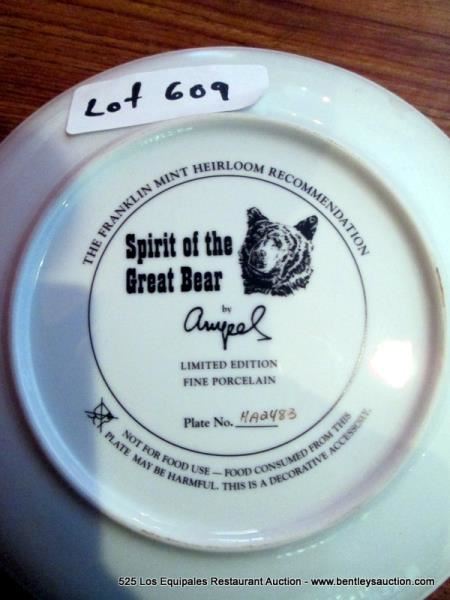 Lot 609
THE FRANKLIN MINT HEIRLOOM RECOMMENDATION
Spirit of the
Great Bear
by
LIMITED EDITION
FINE PORCELAIN
Plate No. HA2483
NOT FOR FOOD USE — FOOD CONSUMED FROM THIS
PLATE MAY BE HARMFUL. THIS IS A DECORATIVE ACCESSORY.
525 Los Equipales Restaurant Auction - www.bentleysauction.com